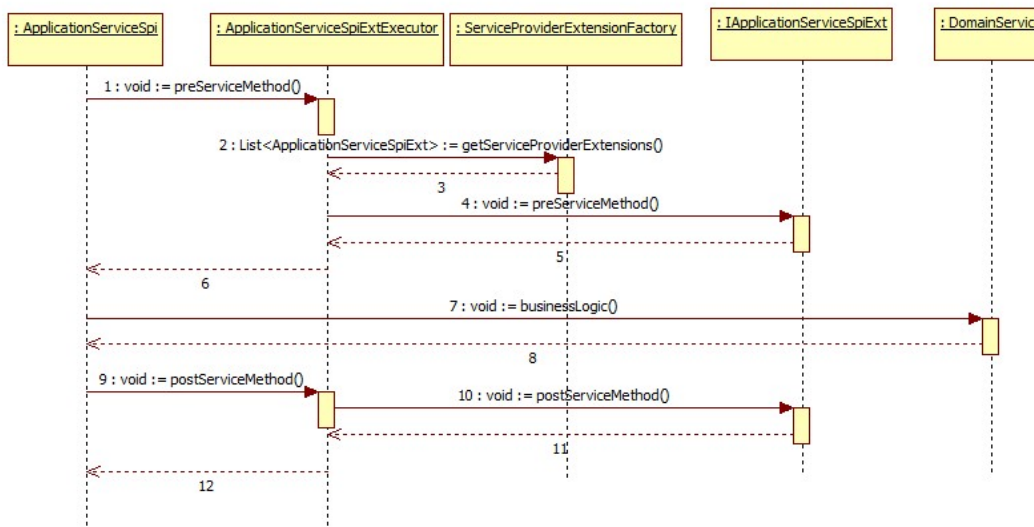 : ApplicationServiceSpi
: ApplicationServiceSpiExtExecutor
: ServiceProviderExtensionFactory
: IApplicationServiceSpiExt
: DomainServic
1 : void := preServiceMethod()
2 : List<ApplicationServiceSpiExt> := getServiceProviderExtensions()
3
4 : void := preServiceMethod()
5
6
7 : void := businessLogic()
8
9 : void := postServiceMethod()
10 : void := postServiceMethod()
11
12